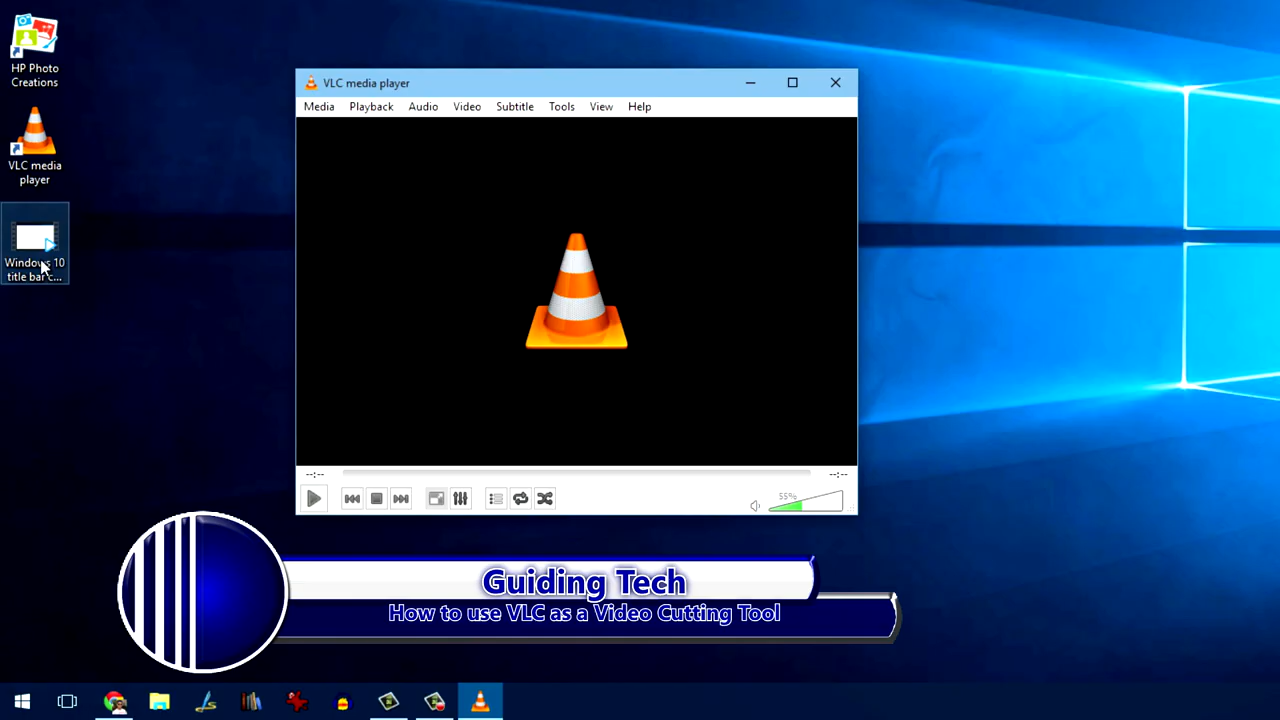 HP Photo
Creations
VLC media
player
Windows 10
title bar c...
VLC media player
Media Playback Audio Video Subtitle Tools View Help
--:-- --:--
55%
Guiding Tech
How to use VLC as a Video Cutting Tool